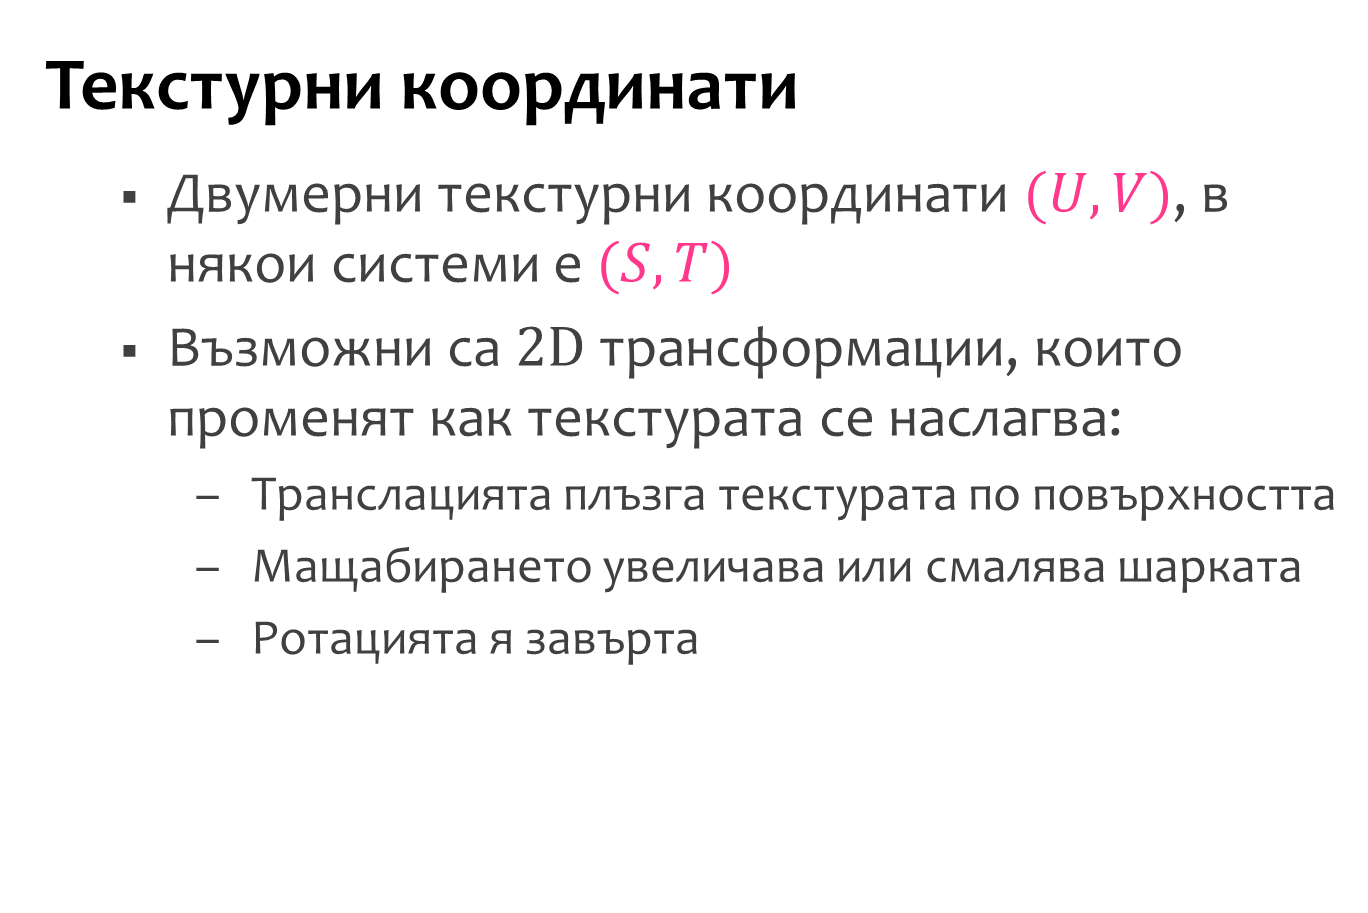 Текстурни координати
▪ Двумерни текстурни координати (U, V), в
някои системи е (S, T)
▪ Възможни са 2D трансформации, които
променят как текстурата се наслагва:
– Транслацията плъзга текстурата по повърхността
– Мащабирането увеличава или смалява шарката
– Ротацията я завърта